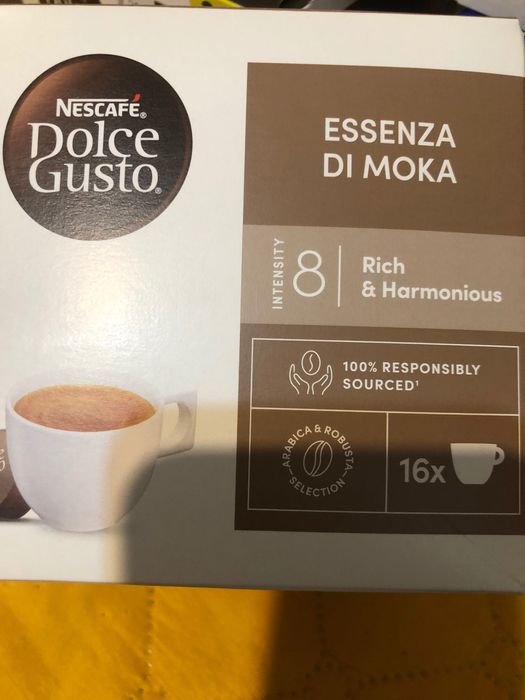 NESCAFÉ®
Dolce
Gusto®
ESSENZA
DI MOKA
INTENSITY
8
Rich
& Harmonious
100% RESPONSIBLY
SOURCED¹
ARABICA & ROBUSTA
SELECTION
16x